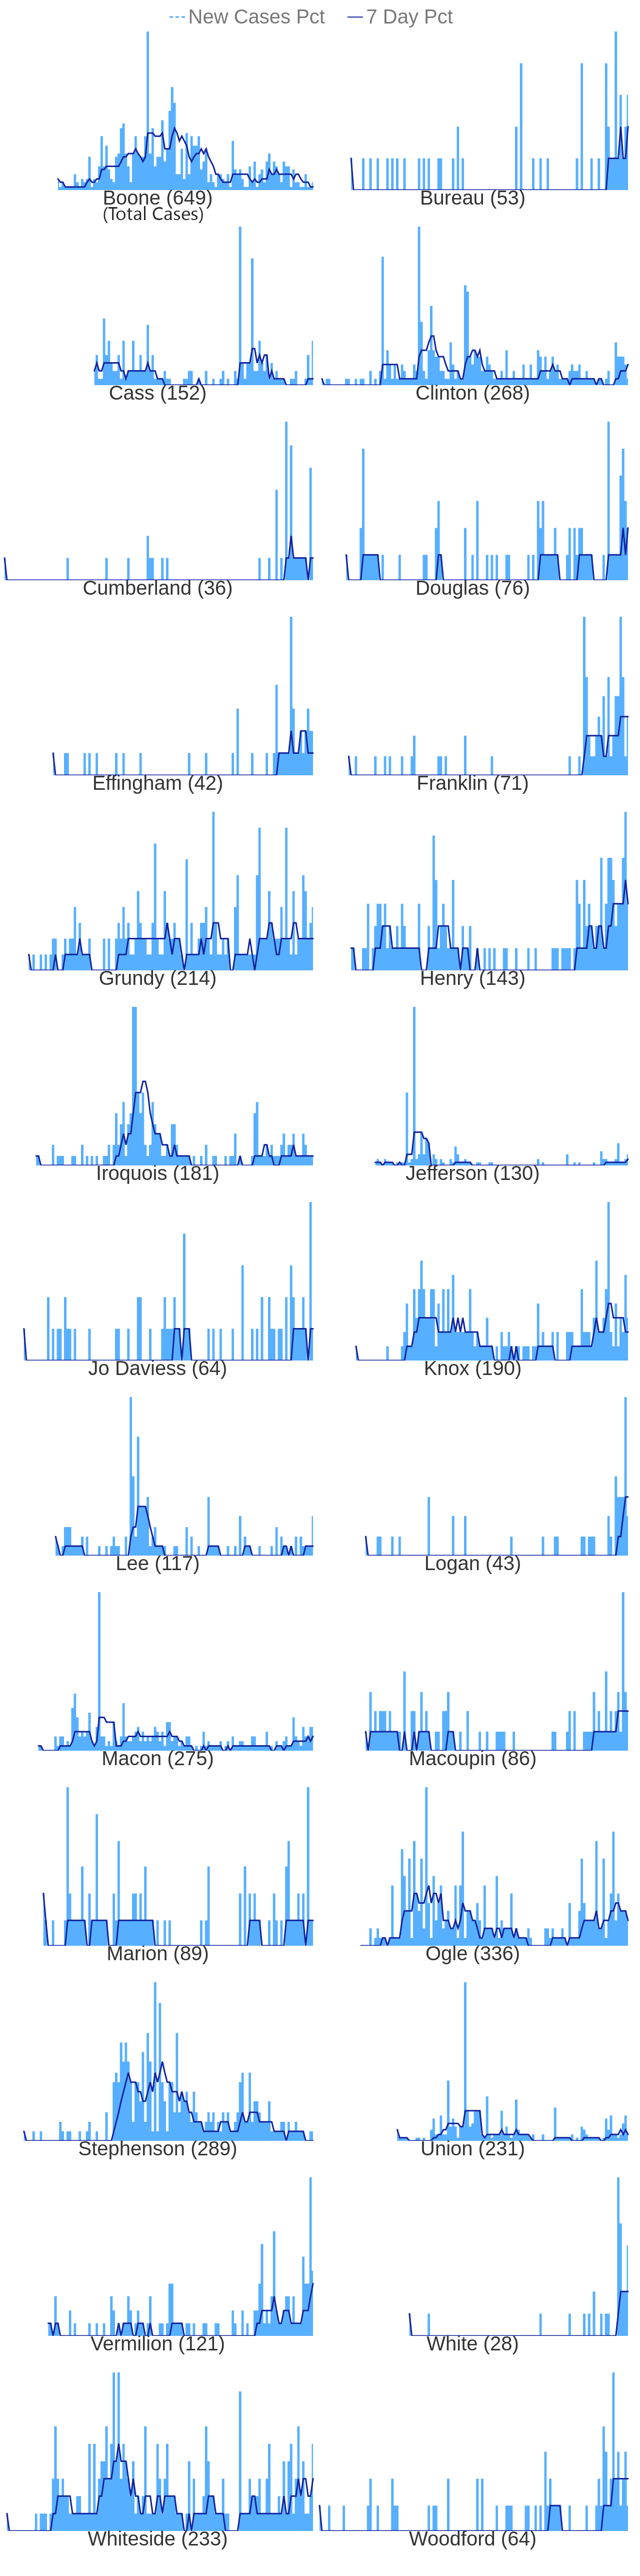 New Cases Pct 7 Day Pct
Boone (649) Bureau (53)
(Total Cases)
Cass (152) Clinton (268)
Cumberland (36) Douglas (76)
Effingham (42) Franklin (71)
Grundy (214) Henry (143)
Iroquois (181) Jefferson (130)
Jo Daviess (64) Knox (190)
Lee (117) Logan (43)
Macon (275) Macoupin (86)
Marion (89) Ogle (336)
Stephenson (289) Union (231)
Vermilion (121) White (28)
Whiteside (233) Woodford (64)